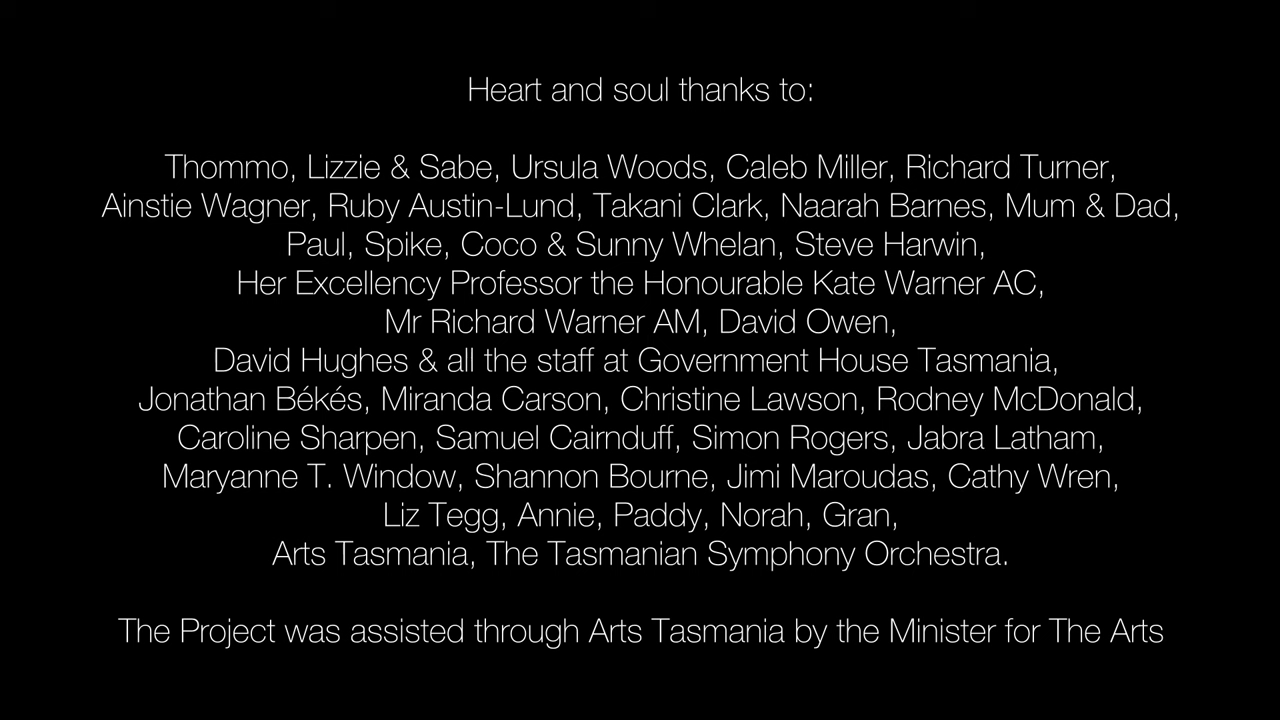 Heart and soul thanks to:
Thommo, Lizzie & Sabe, Ursula Woods, Caleb Miller, Richard Turner,
Ainstie Wagner, Ruby Austin-Lund, Takani Clark, Naarah Barnes, Mum & Dad,
Paul, Spike, Coco & Sunny Whelan, Steve Harwin,
Her Excellency Professor the Honourable Kate Warner AC,
Mr Richard Warner AM, David Owen,
David Hughes & all the staff at Government House Tasmania,
Jonathan Békés, Miranda Carson, Christine Lawson, Rodney McDonald,
Caroline Sharpen, Samuel Cairnduff, Simon Rogers, Jabra Latham,
Maryanne T. Window, Shannon Bourne, Jimi Maroudas, Cathy Wren,
Liz Tegg, Annie, Paddy, Norah, Gran,
Arts Tasmania, The Tasmanian Symphony Orchestra.
The Project was assisted through Arts Tasmania by the Minister for The Arts